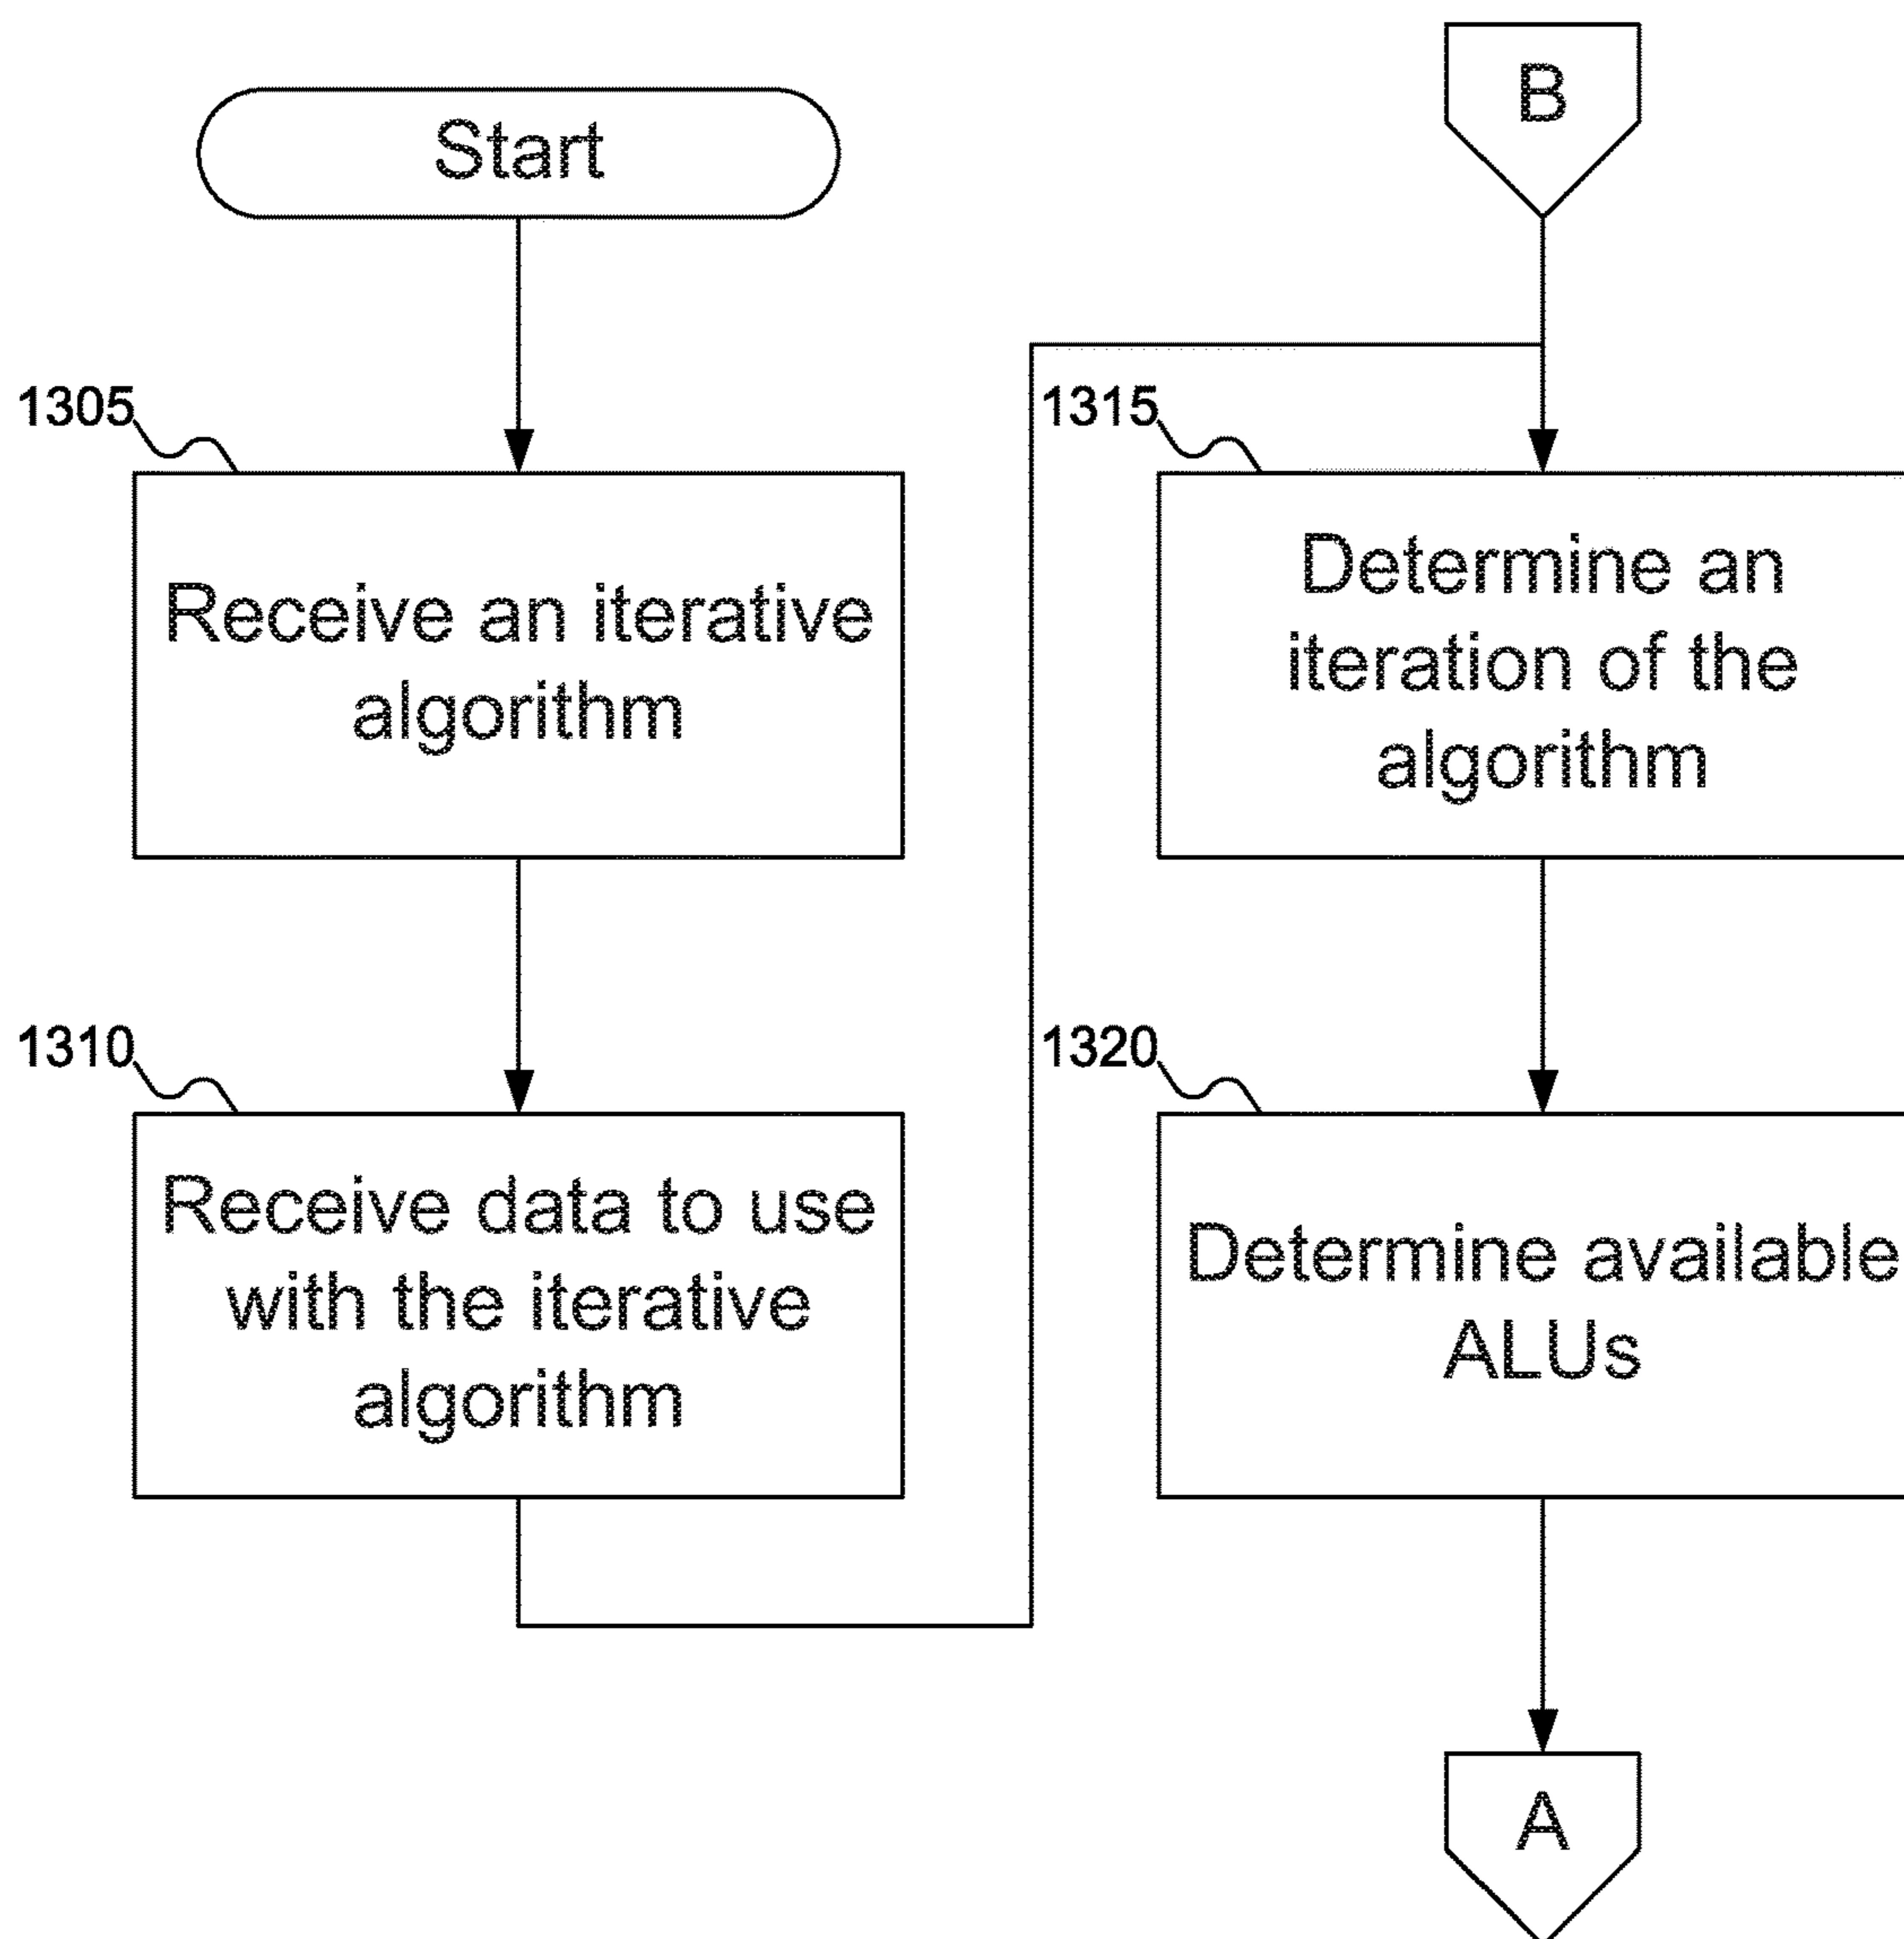 Start
1305
Receive an iterative
algorithm
1310
Receive data to use
with the iterative
algorithm
B
1315
Determine an
iteration of the
algorithm
1320
Determine available
ALUs
A